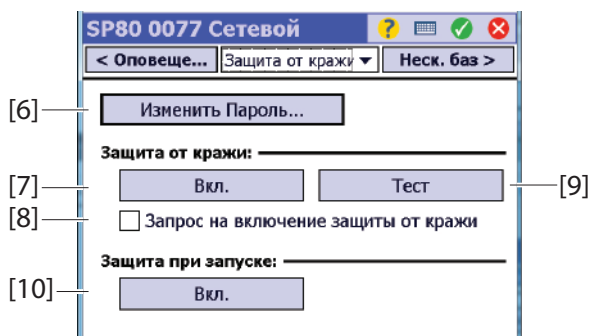 SP80 0077 Сетевой ?
< Оповеще... Защита от кражи Неск. баз >
[6] Изменить Пароль...
Защита от кражи:
[7] Вкл. Тест [9]
[8] Запрос на включение защиты от кражи
Защита при запуске:
[10] Вкл.